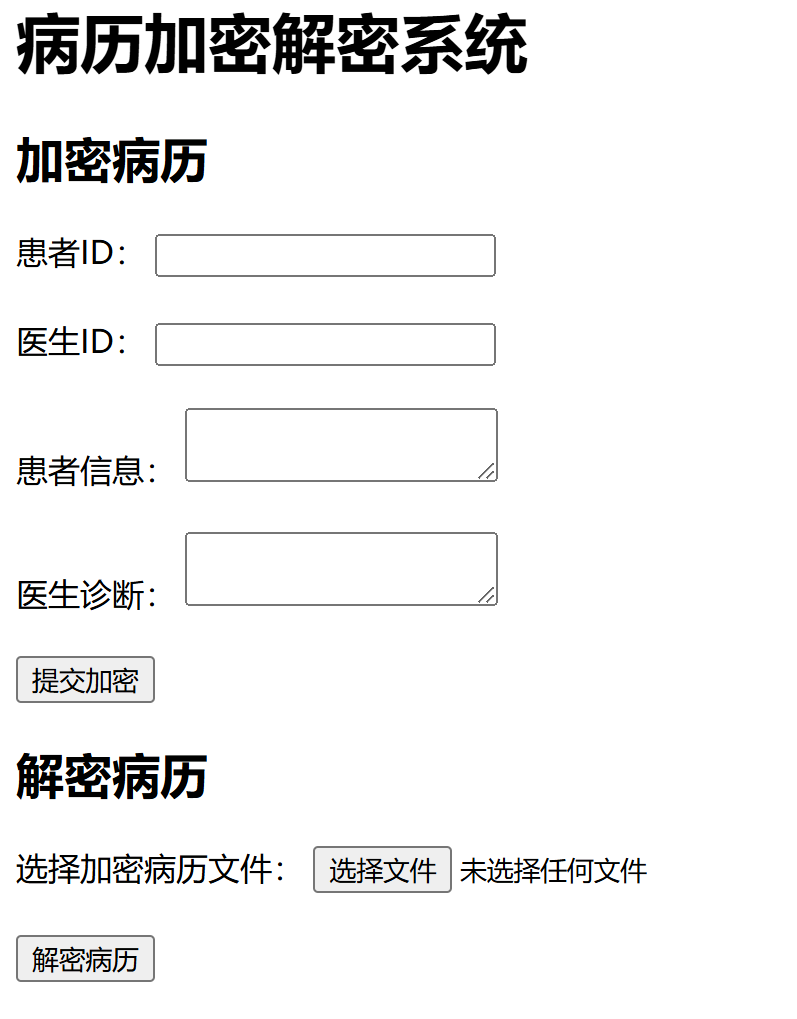 病历加密解密系统
加密病历
患者ID：
医生ID：
患者信息：
医生诊断：
提交加密
解密病历
选择加密病历文件： 选择文件 未选择任何文件
解密病历